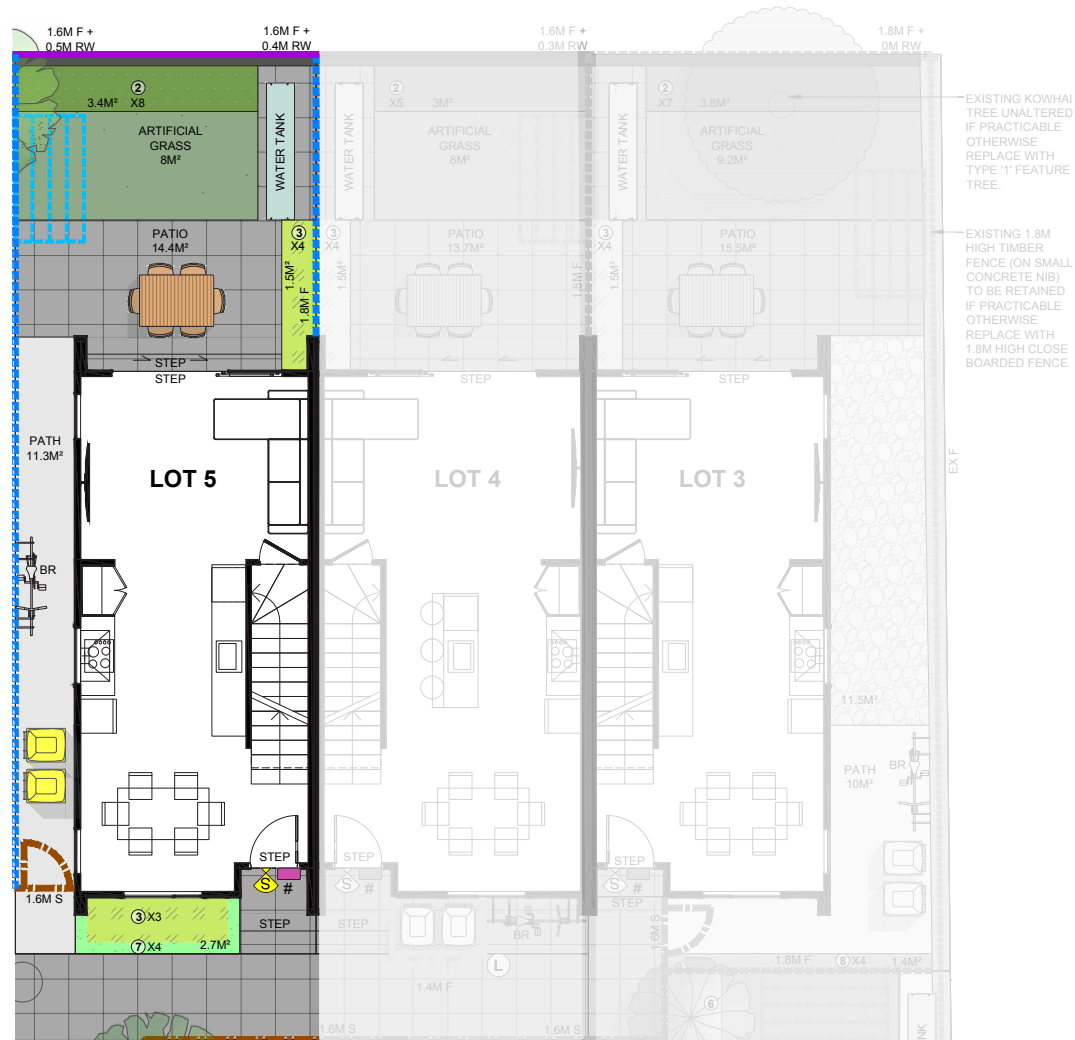 1.6M F +
0.5M RW
1.6M F +
0.4M RW
1.6M F +
0.3M RW
1.8M F +
0M RW
2
3.4M² X8
2
X5 3M²
2
X7 3.8M²
EXISTING KOWHAI
TREE UNALTERED
IF PRACTICABLE
OTHERWISE
REPLACE WITH
TYPE '1' FEATURE
TREE.
ARTIFICIAL
GRASS
8M²
WATER TANK
WATER TANK
ARTIFICIAL
GRASS
8M²
WATER TANK
ARTIFICIAL
GRASS
9.2M²
PATIO
14.4M²
3
X4
1.5M²
1.8M F
3
X4
1.5M²
PATIO
13.7M²
1.8M F
3
X4
1.5M²
PATIO
15.5M²
EXISTING 1.8M
HIGH TIMBER
FENCE (ON SMALL
CONCRETE NIB)
TO BE RETAINED
IF PRACTICABLE
OTHERWISE
REPLACE WITH
1.8M HIGH CLOSE
BOARDED FENCE.
STEP
STEP
STEP
STEP
PATH
11.3M²
LOT 5
LOT 4
LOT 3
EX F
BR
11.5M²
PATH
10M²
BR
STEP
STEP
STEP
S
#
S
#
S
#
1.6M S
3 X3
7 X4
2.7M²
STEP
STEP
STEP
BR
1.6M S
L
1.4M F
1.8M F
8 X4
1.4M²
6
1.6M S
1.6M S
NK